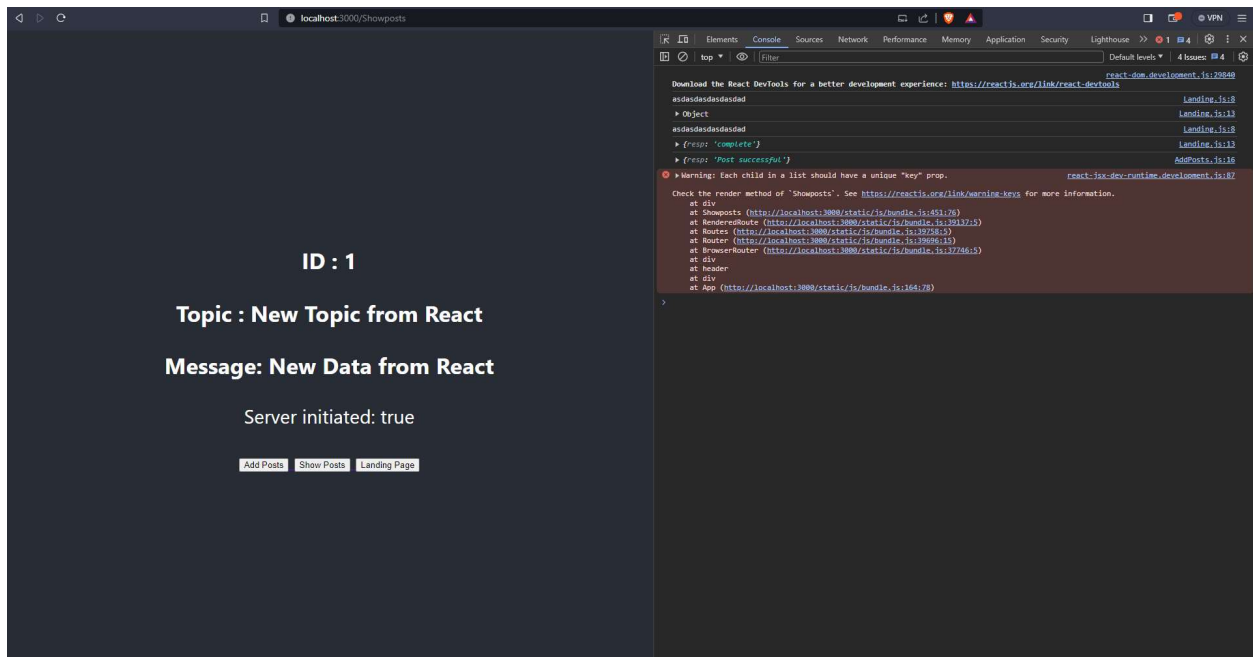 localhost:3000/Showposts
VPN
Elements Console Sources Network Performance Memory Application Security Lighthouse 1 4
top Filter Default levels 4 Issues: 4
react-dom.development.js:29840
Download the React DevTools for a better development experience: https://reactjs.org/link/react-devtools
asdasdasdasdasdad Landing.js:8
Object Landing.js:13
asdasdasdasdasdad Landing.js:8
{resp: 'complete'} Landing.js:13
{resp: 'Post successful'} AddPosts.js:16
Warning: Each child in a list should have a unique "key" prop. react-jsx-dev-runtime.development.js:87
Check the render method of `Showposts`. See https://reactjs.org/link/warning-keys for more information.
at div
at Showposts (http://localhost:3000/static/js/bundle.js:451:76)
at RenderedRoute (http://localhost:3000/static/js/bundle.js:39137:5)
at Routes (http://localhost:3000/static/js/bundle.js:39758:5)
at Router (http://localhost:3000/static/js/bundle.js:39696:15)
at BrowserRouter (http://localhost:3000/static/js/bundle.js:37746:5)
at div
at header
at div
at App (http://localhost:3000/static/js/bundle.js:164:78)
ID : 1
Topic : New Topic from React
Message: New Data from React
Server initiated: true
Add Posts Show Posts Landing Page